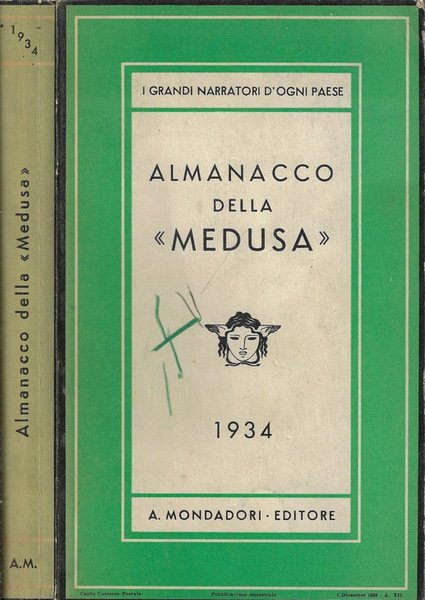 1934
Almanacco della «Medusa»
A.M.
I GRANDI NARRATORI D'OGNI PAESE
ALMANACCO
DELLA
«MEDUSA»
1934
A. MONDADORI · EDITORE
Conto Corrente Postale
Pubblicazione semestrale
1 Dicembre 1933 - A. XII